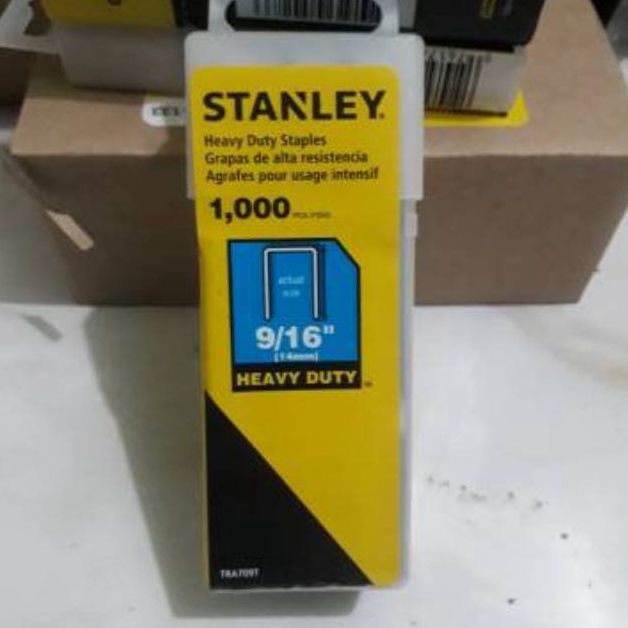 STANLEY
Heavy Duty Staples
Grapas de alta resistencia
Agrafes pour usage intensif
1,000
actual
size
9/16"
(14mm)
HEAVY DUTY ™
TRA709T